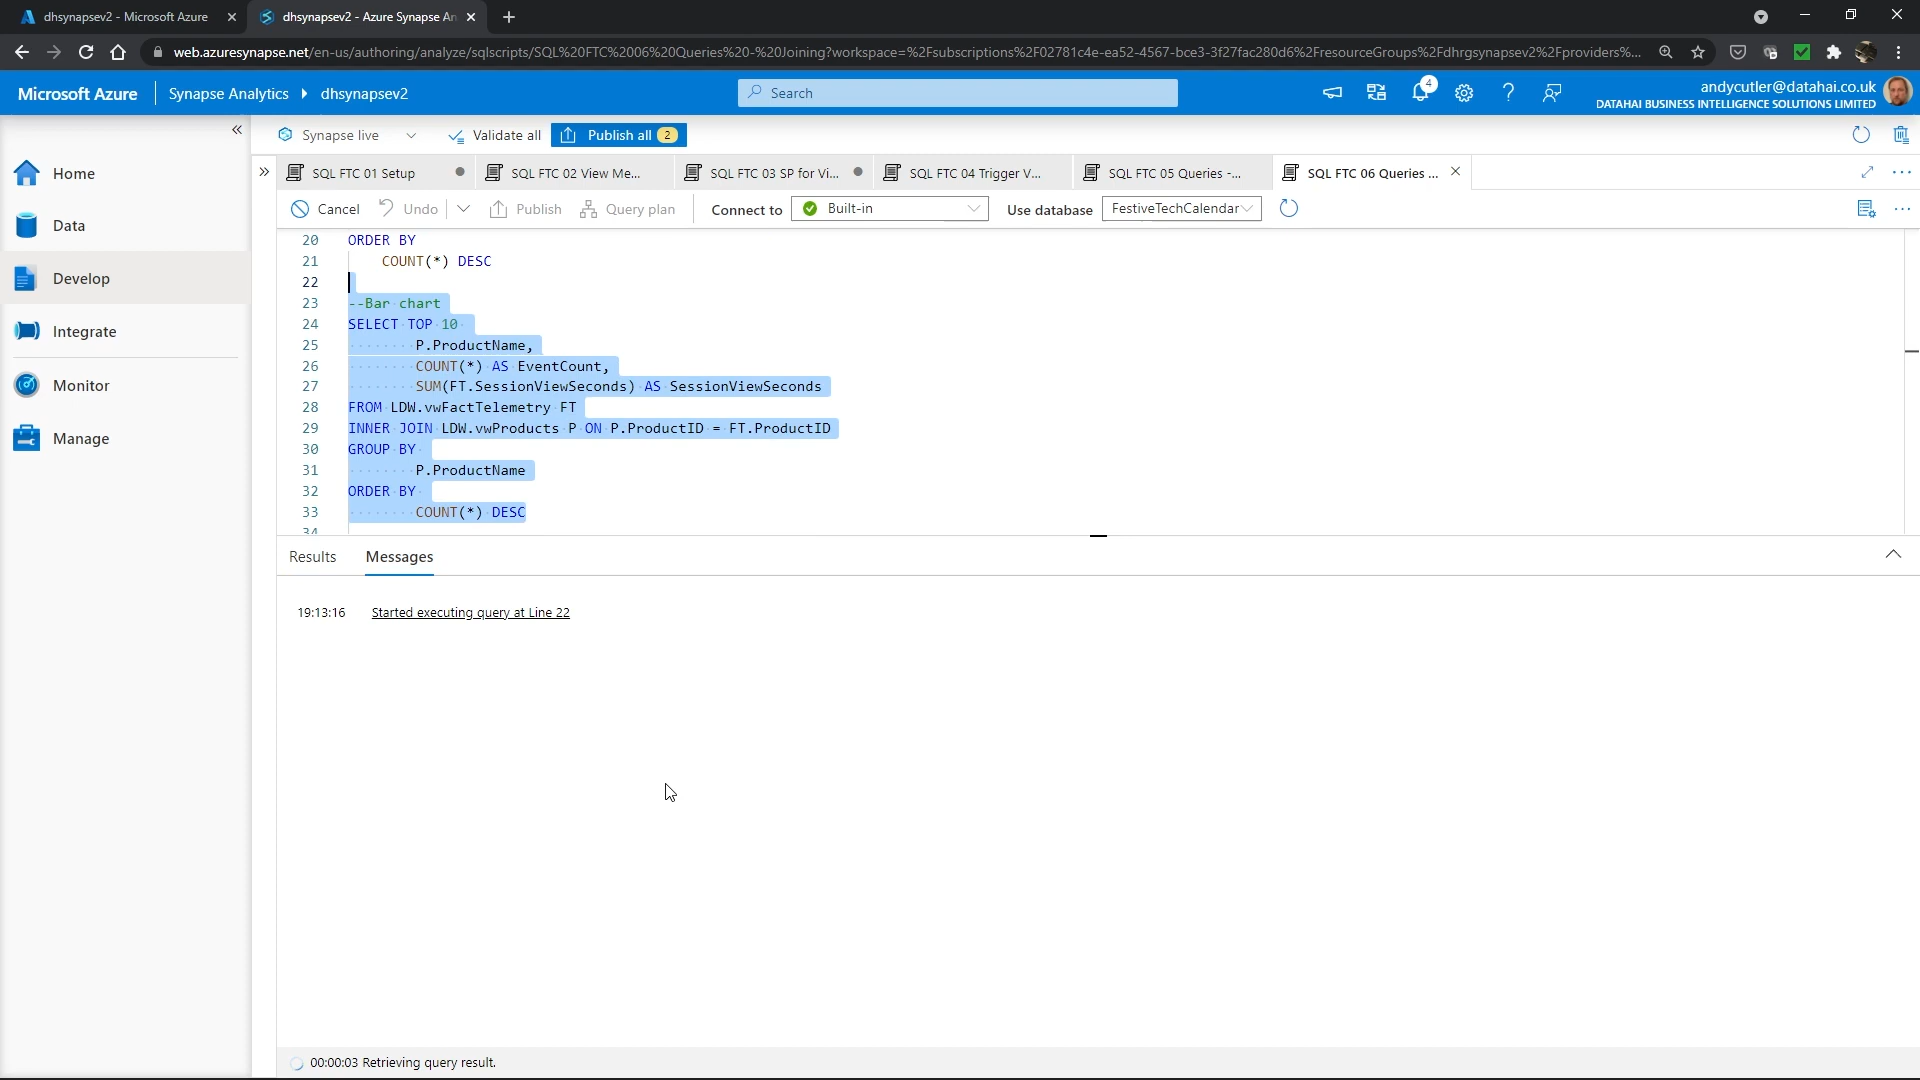 dhsynapsev2 - Microsoft Azure
dhsynapsev2 - Azure Synapse An
web.azuresynapse.net/en-us/authoring/analyze/sqlscripts/SQL%20FTC%2006%20Queries%20-%20Joining?workspace=%2Fsubscriptions%2F02781c4e-ea52-4567-bce3-3f27fac280d6%2FresourceGroups%2Fdhrgsynapsev2%2Fproviders%...
Microsoft Azure
Synapse Analytics
dhsynapsev2
Search
4
andycutler@datahai.co.uk
DATAHAI BUSINESS INTELLIGENCE SOLUTIONS LIMITED
Home
Data
Develop
Integrate
Monitor
Manage
Synapse live
Validate all
Publish all 2
SQL FTC 01 Setup
SQL FTC 02 View Me...
SQL FTC 03 SP for Vi...
SQL FTC 04 Trigger V...
SQL FTC 05 Queries -...
SQL FTC 06 Queries ...
Cancel
Undo
Publish
Query plan
Connect to
Built-in
Use database
FestiveTechCalendar
20 ORDER BY
21 COUNT(*) DESC
22
23 --Bar chart
24 SELECT TOP 10
25 P.ProductName,
26 COUNT(*) AS EventCount,
27 SUM(FT.SessionViewSeconds) AS SessionViewSeconds
28 FROM LDW.vwFactTelemetry FT
29 INNER JOIN LDW.vwProducts P ON P.ProductID = FT.ProductID
30 GROUP BY
31 P.ProductName
32 ORDER BY
33 COUNT(*) DESC
34
Results
Messages
19:13:16 Started executing query at Line 22
00:00:03 Retrieving query result.